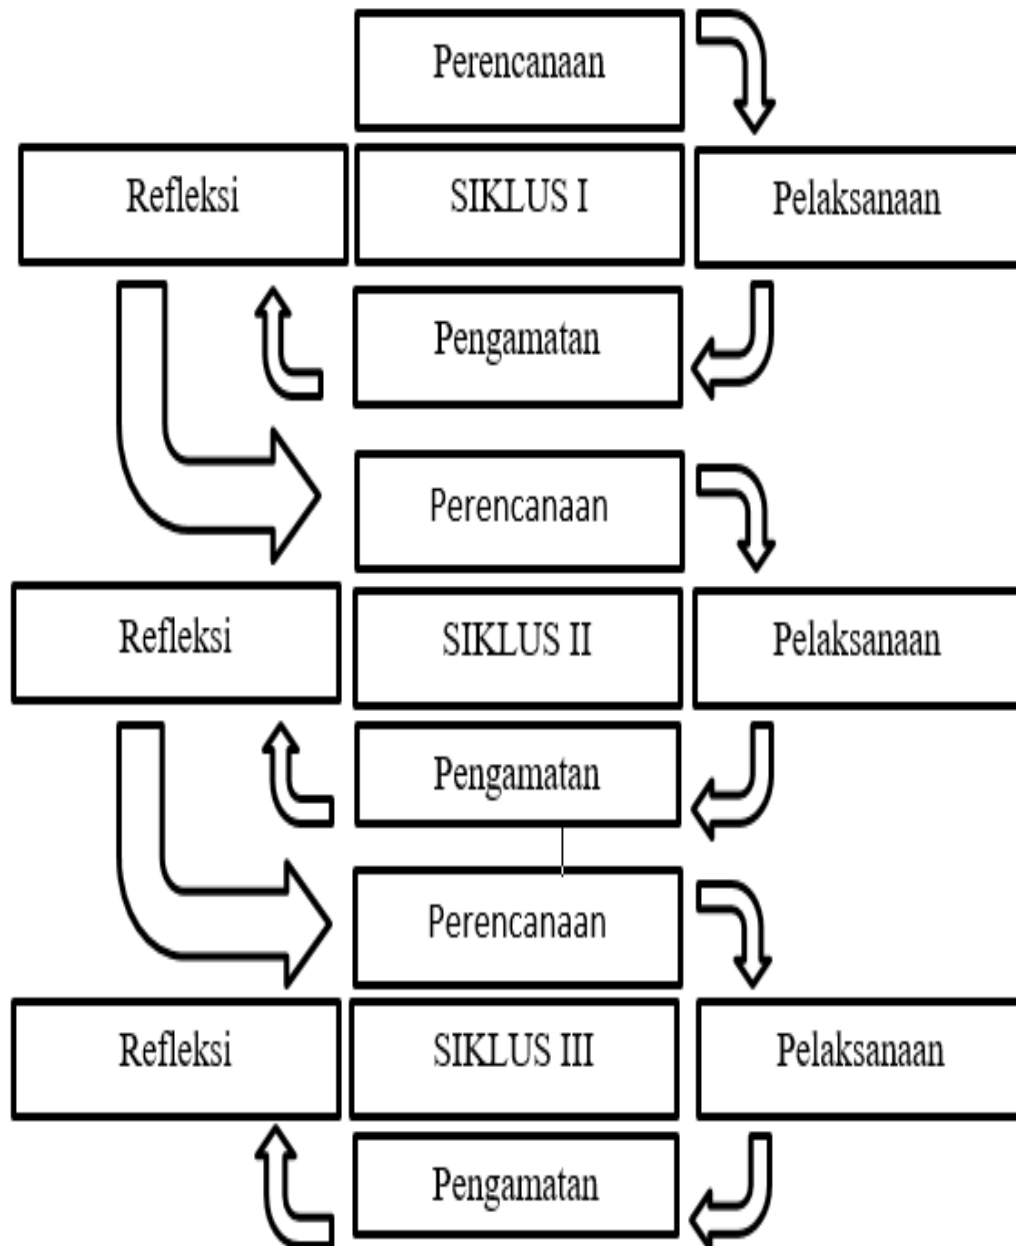 Perencanaan
Refleksi
SIKLUS I
Pelaksanaan
Pengamatan
Perencanaan
Refleksi
SIKLUS II
Pelaksanaan
Pengamatan
Perencanaan
Refleksi
SIKLUS III
Pelaksanaan
Pengamatan